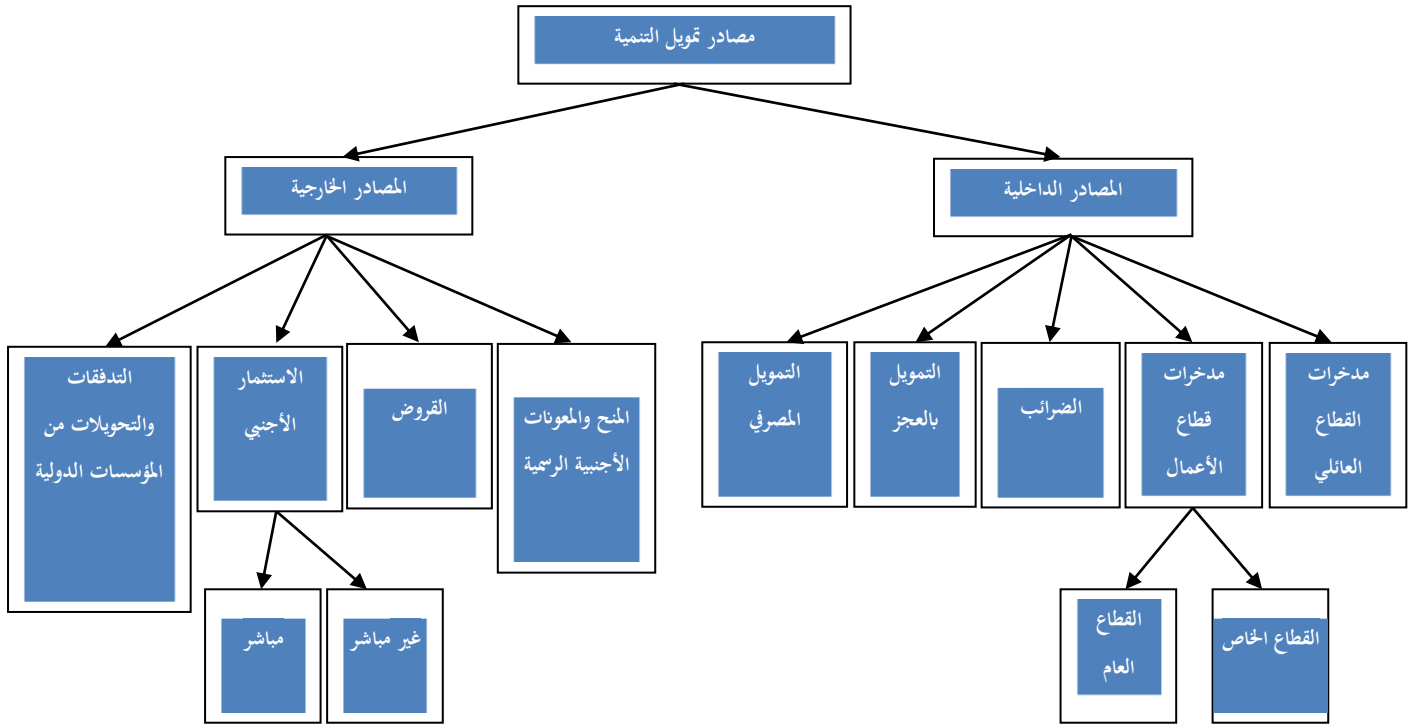 مصادر تمويل التنمية
المصادر الداخلية
المصادر الخارجية
مدخرات
القطاع
العائلي
مدخرات
قطاع
الأعمال
الضرائب
التمويل
بالعجز
التمويل
المصرفي
المنح والمعونات
الأجنبية الرسمية
القروض
الاستثمار
الأجنبي
التدفقات
والتحويلات من
المؤسسات الدولية
القطاع الخاص
القطاع
العام
غير مباشر
مباشر